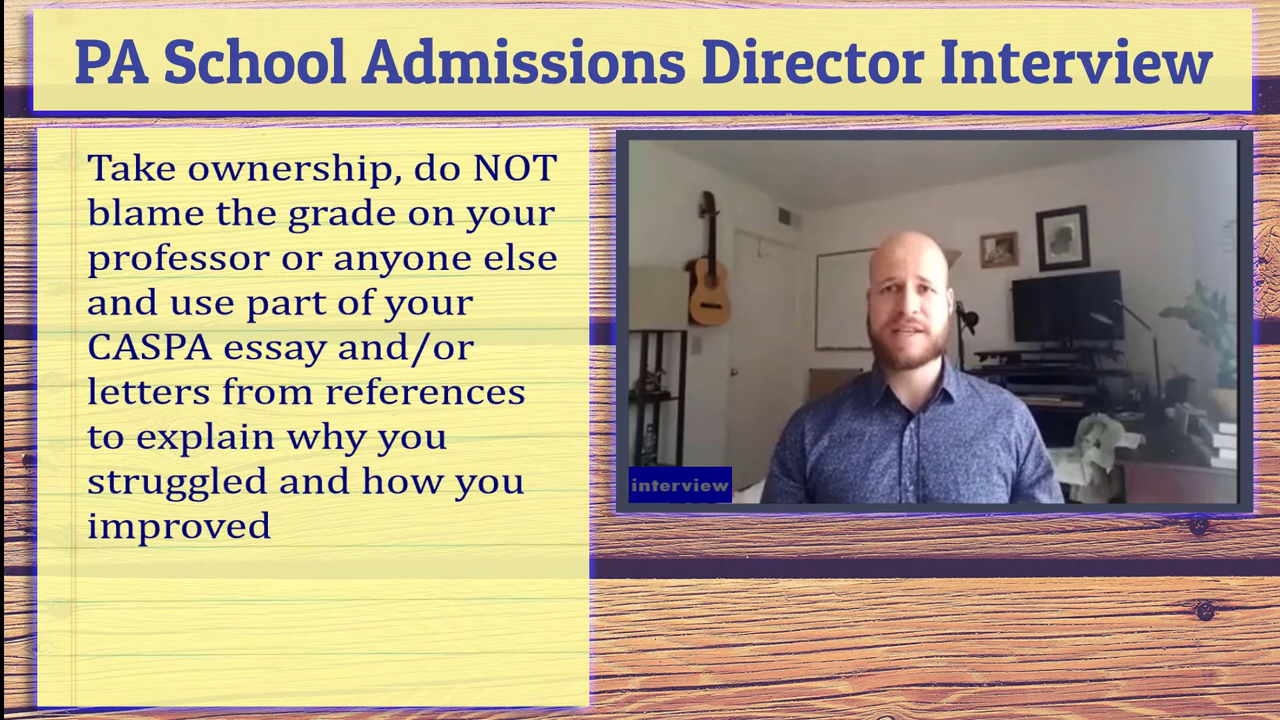 PA School Admissions Director Interview
Take ownership, do NOT
blame the grade on your
professor or anyone else
and use part of your
CASPA essay and/or
letters from references
to explain why you
struggled and how you
improved
interview